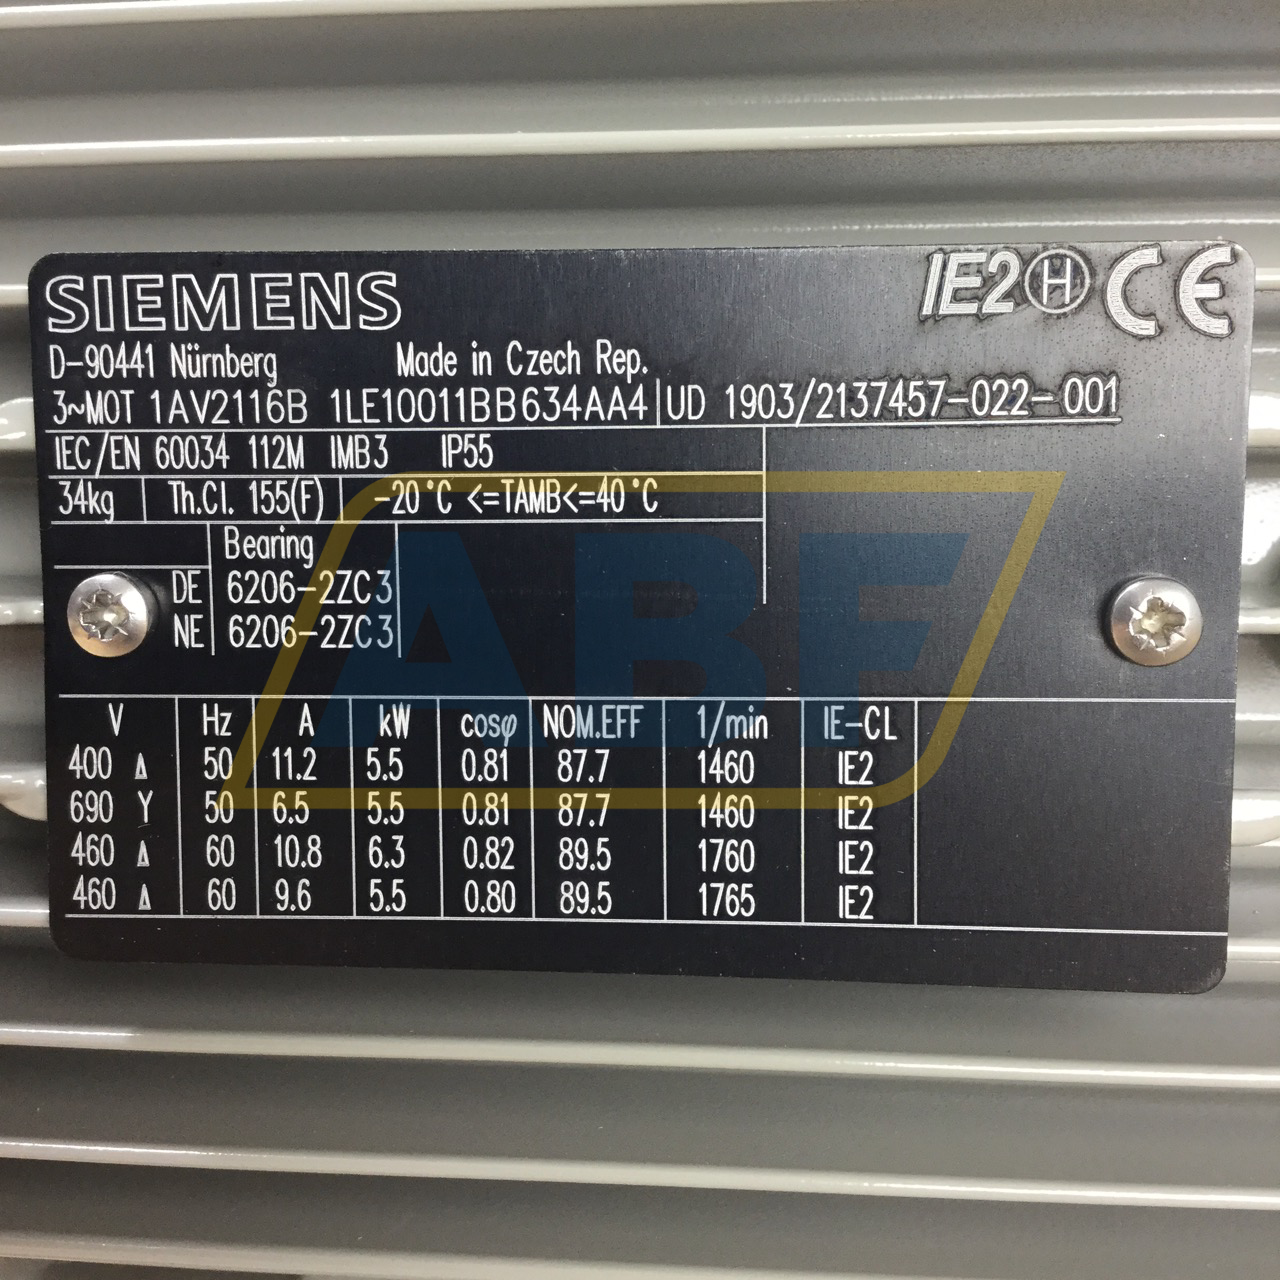 SIEMENS IE2 H CE
D-90441 Nürnberg Made in Czech Rep.
3~MOT 1AV2116B 1LE10011BB634AA4 UD 1903/2137457-022-001
IEC/EN 60034 112M IMB3 IP55
34kg Th.Cl. 155(F) -20°C <=TAMB<=40°C
Bearing
DE 6206-2ZC3
NE 6206-2ZC3
V Hz A kW cosφ NOM.EFF 1/min IE-CL
400 Δ 50 11.2 5.5 0.81 87.7 1460 IE2
690 Y 50 6.5 5.5 0.81 87.7 1460 IE2
460 Δ 60 10.8 6.3 0.82 89.5 1760 IE2
460 Δ 60 9.6 5.5 0.80 89.5 1765 IE2
ABF